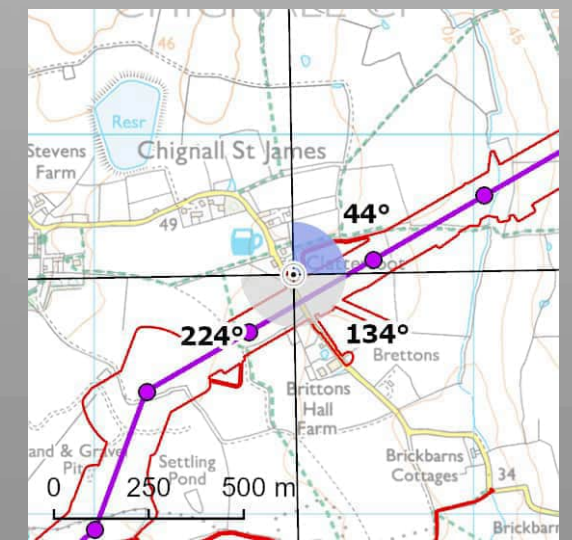 46
45
Resr
Chignall St James
Stevens
Farm
49
44°
224°
134°
Brettons
Brittons
Hall
Farm
Pit
Settling
Pond
Brickbarns
Cottages
34
0 250 500 m